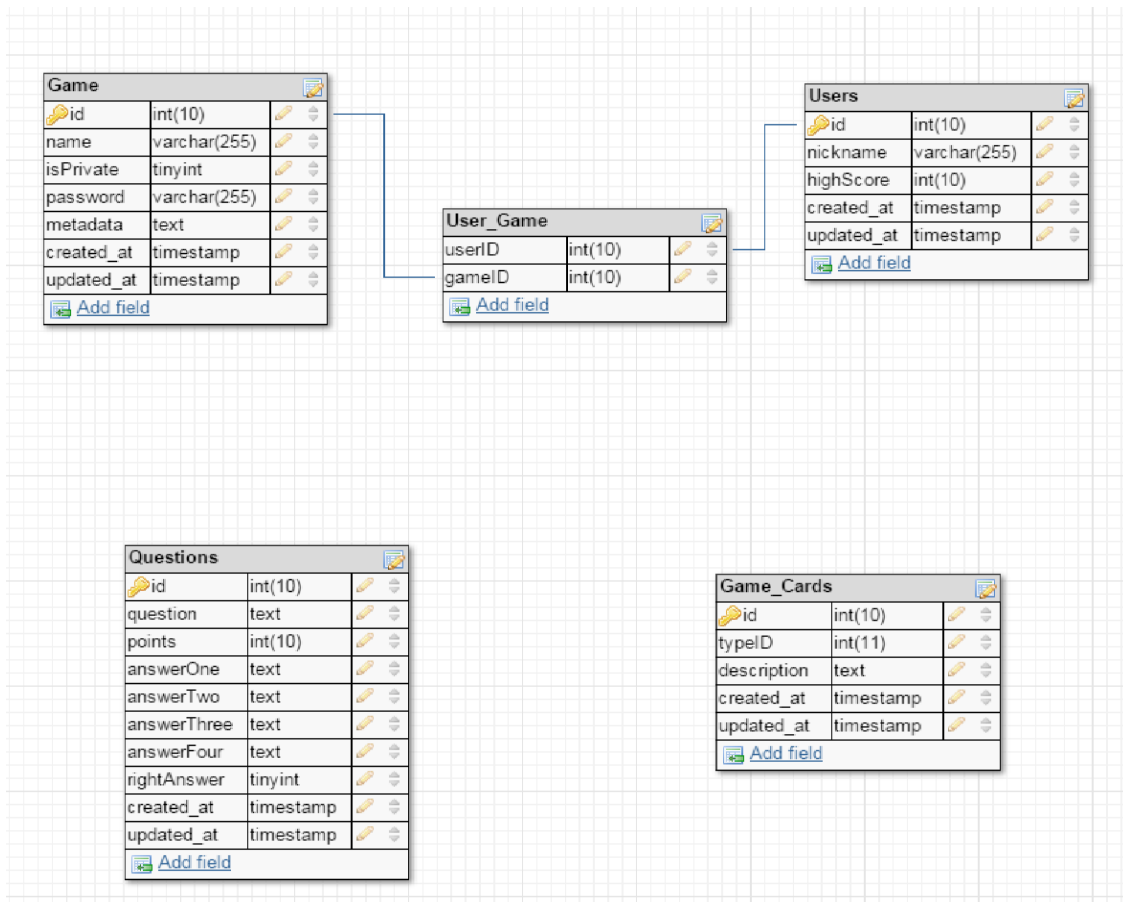 Game
id int(10)
name varchar(255)
isPrivate tinyint
password varchar(255)
metadata text
created_at timestamp
updated_at timestamp
Add field
Users
id int(10)
nickname varchar(255)
highScore int(10)
created_at timestamp
updated_at timestamp
Add field
User_Game
userID int(10)
gameID int(10)
Add field
Questions
id int(10)
question text
points int(10)
answerOne text
answerTwo text
answerThree text
answerFour text
rightAnswer tinyint
created_at timestamp
updated_at timestamp
Add field
Game_Cards
id int(10)
typeID int(11)
description text
created_at timestamp
updated_at timestamp
Add field